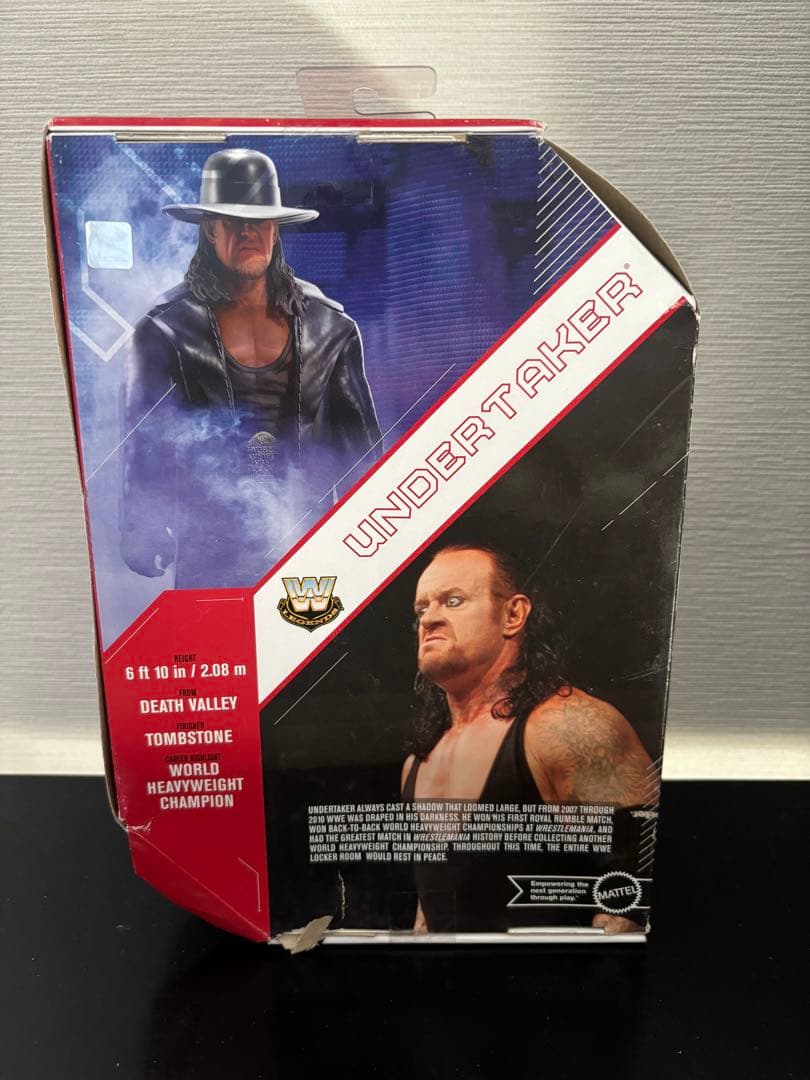 UNDERTAKER®
W
LEGENDS
HEIGHT
6 ft 10 in / 2.08 m
FROM
DEATH VALLEY
FINISHER
TOMBSTONE
CAREER HIGHLIGHT
WORLD
HEAVYWEIGHT
CHAMPION
UNDERTAKER ALWAYS CAST A SHADOW THAT LOOMED LARGE, BUT FROM 2007 THROUGH
2010 WWE WAS DRAPED IN HIS DARKNESS. HE WON HIS FIRST ROYAL RUMBLE MATCH,
WON BACK-TO-BACK WORLD HEAVYWEIGHT CHAMPIONSHIPS AT WRESTLEMANIA, AND
HAD THE GREATEST MATCH IN WRESTLEMANIA HISTORY BEFORE COLLECTING ANOTHER
WORLD HEAVYWEIGHT CHAMPIONSHIP. THROUGHOUT THIS TIME, THE ENTIRE WWE
LOCKER ROOM WOULD REST IN PEACE.
Empowering the
next generation
through play.™
MATTEL